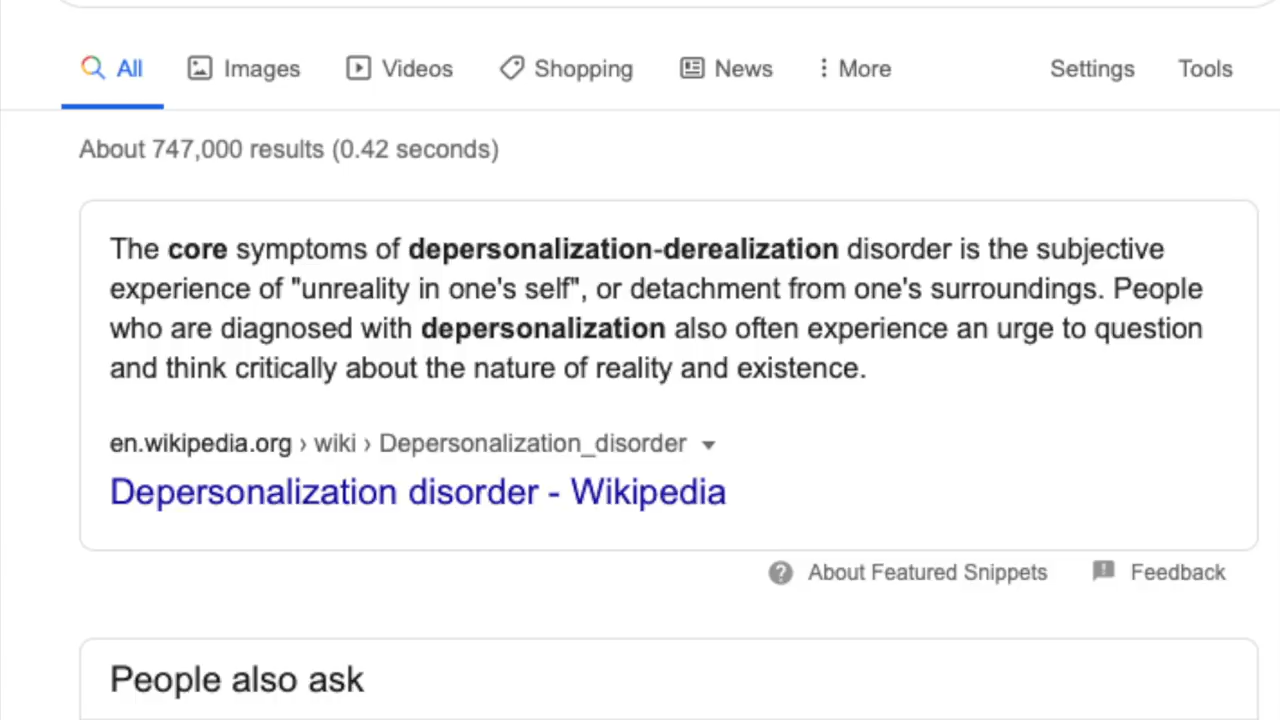 All Images Videos Shopping News More Settings Tools
About 747,000 results (0.42 seconds)
The core symptoms of depersonalization-derealization disorder is the subjective
experience of "unreality in one's self", or detachment from one's surroundings. People
who are diagnosed with depersonalization also often experience an urge to question
and think critically about the nature of reality and existence.
en.wikipedia.org › wiki › Depersonalization_disorder
Depersonalization disorder - Wikipedia
About Featured Snippets Feedback
People also ask